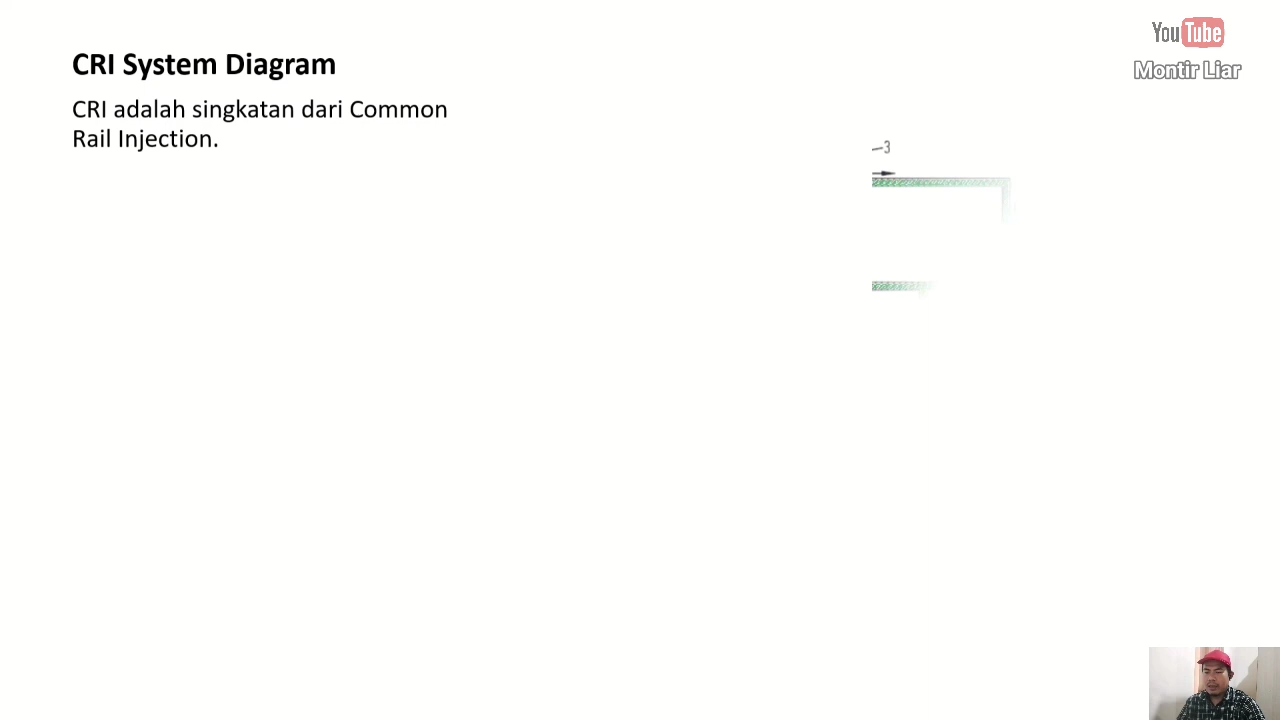 CRI System Diagram
CRI adalah singkatan dari Common
Rail Injection.
YouTube
Montir Liar
3